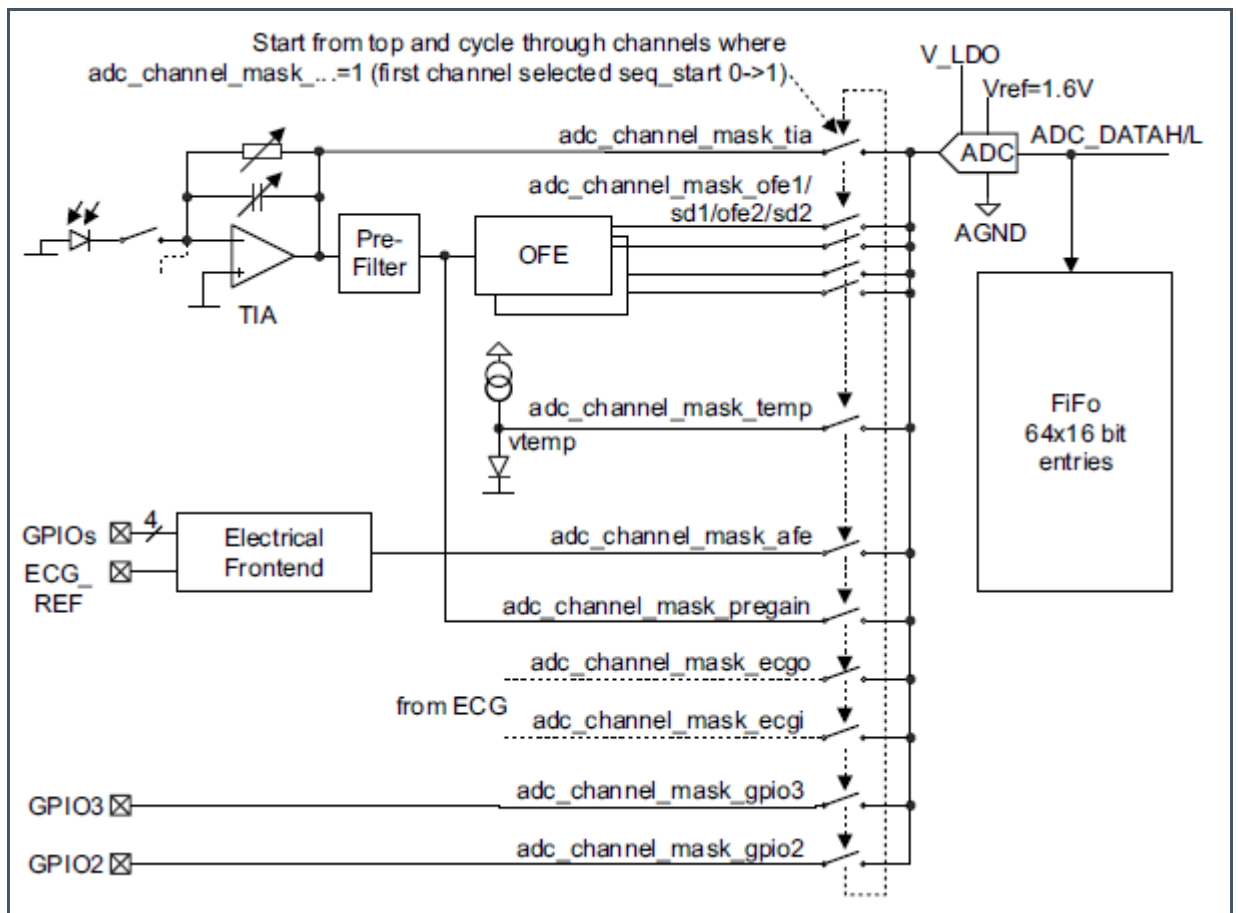 Start from top and cycle through channels where
adc_channel_mask_...=1 (first channel selected seq_start 0->1)
V_LDO
Vref=1.6V
adc_channel_mask_tia
ADC
ADC_DATAH/L
adc_channel_mask_ofe1/
sd1/ofe2/sd2
AGND
Pre-
Filter
OFE
TIA
adc_channel_mask_temp
vtemp
FiFo
64x16 bit
entries
GPIOs
4
Electrical
Frontend
adc_channel_mask_afe
ECG_
REF
adc_channel_mask_pregain
adc_channel_mask_ecgo
from ECG
adc_channel_mask_ecgi
GPIO3
adc_channel_mask_gpio3
GPIO2
adc_channel_mask_gpio2